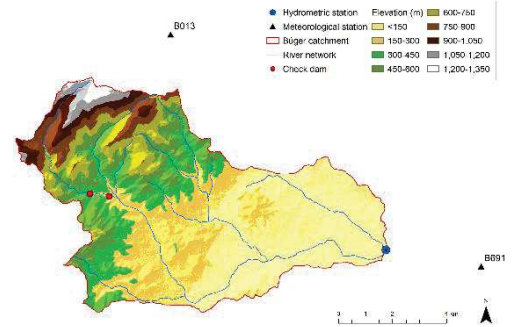 B013
Hydrometric station
Meteorological station
Búger catchment
River network
Check dam
Elevation (m)
<150
150-300
300-450
450-600
600-750
750-900
900-1.050
1,050-1,200
1,200-1,350
B691
N
0 1 2 4 km